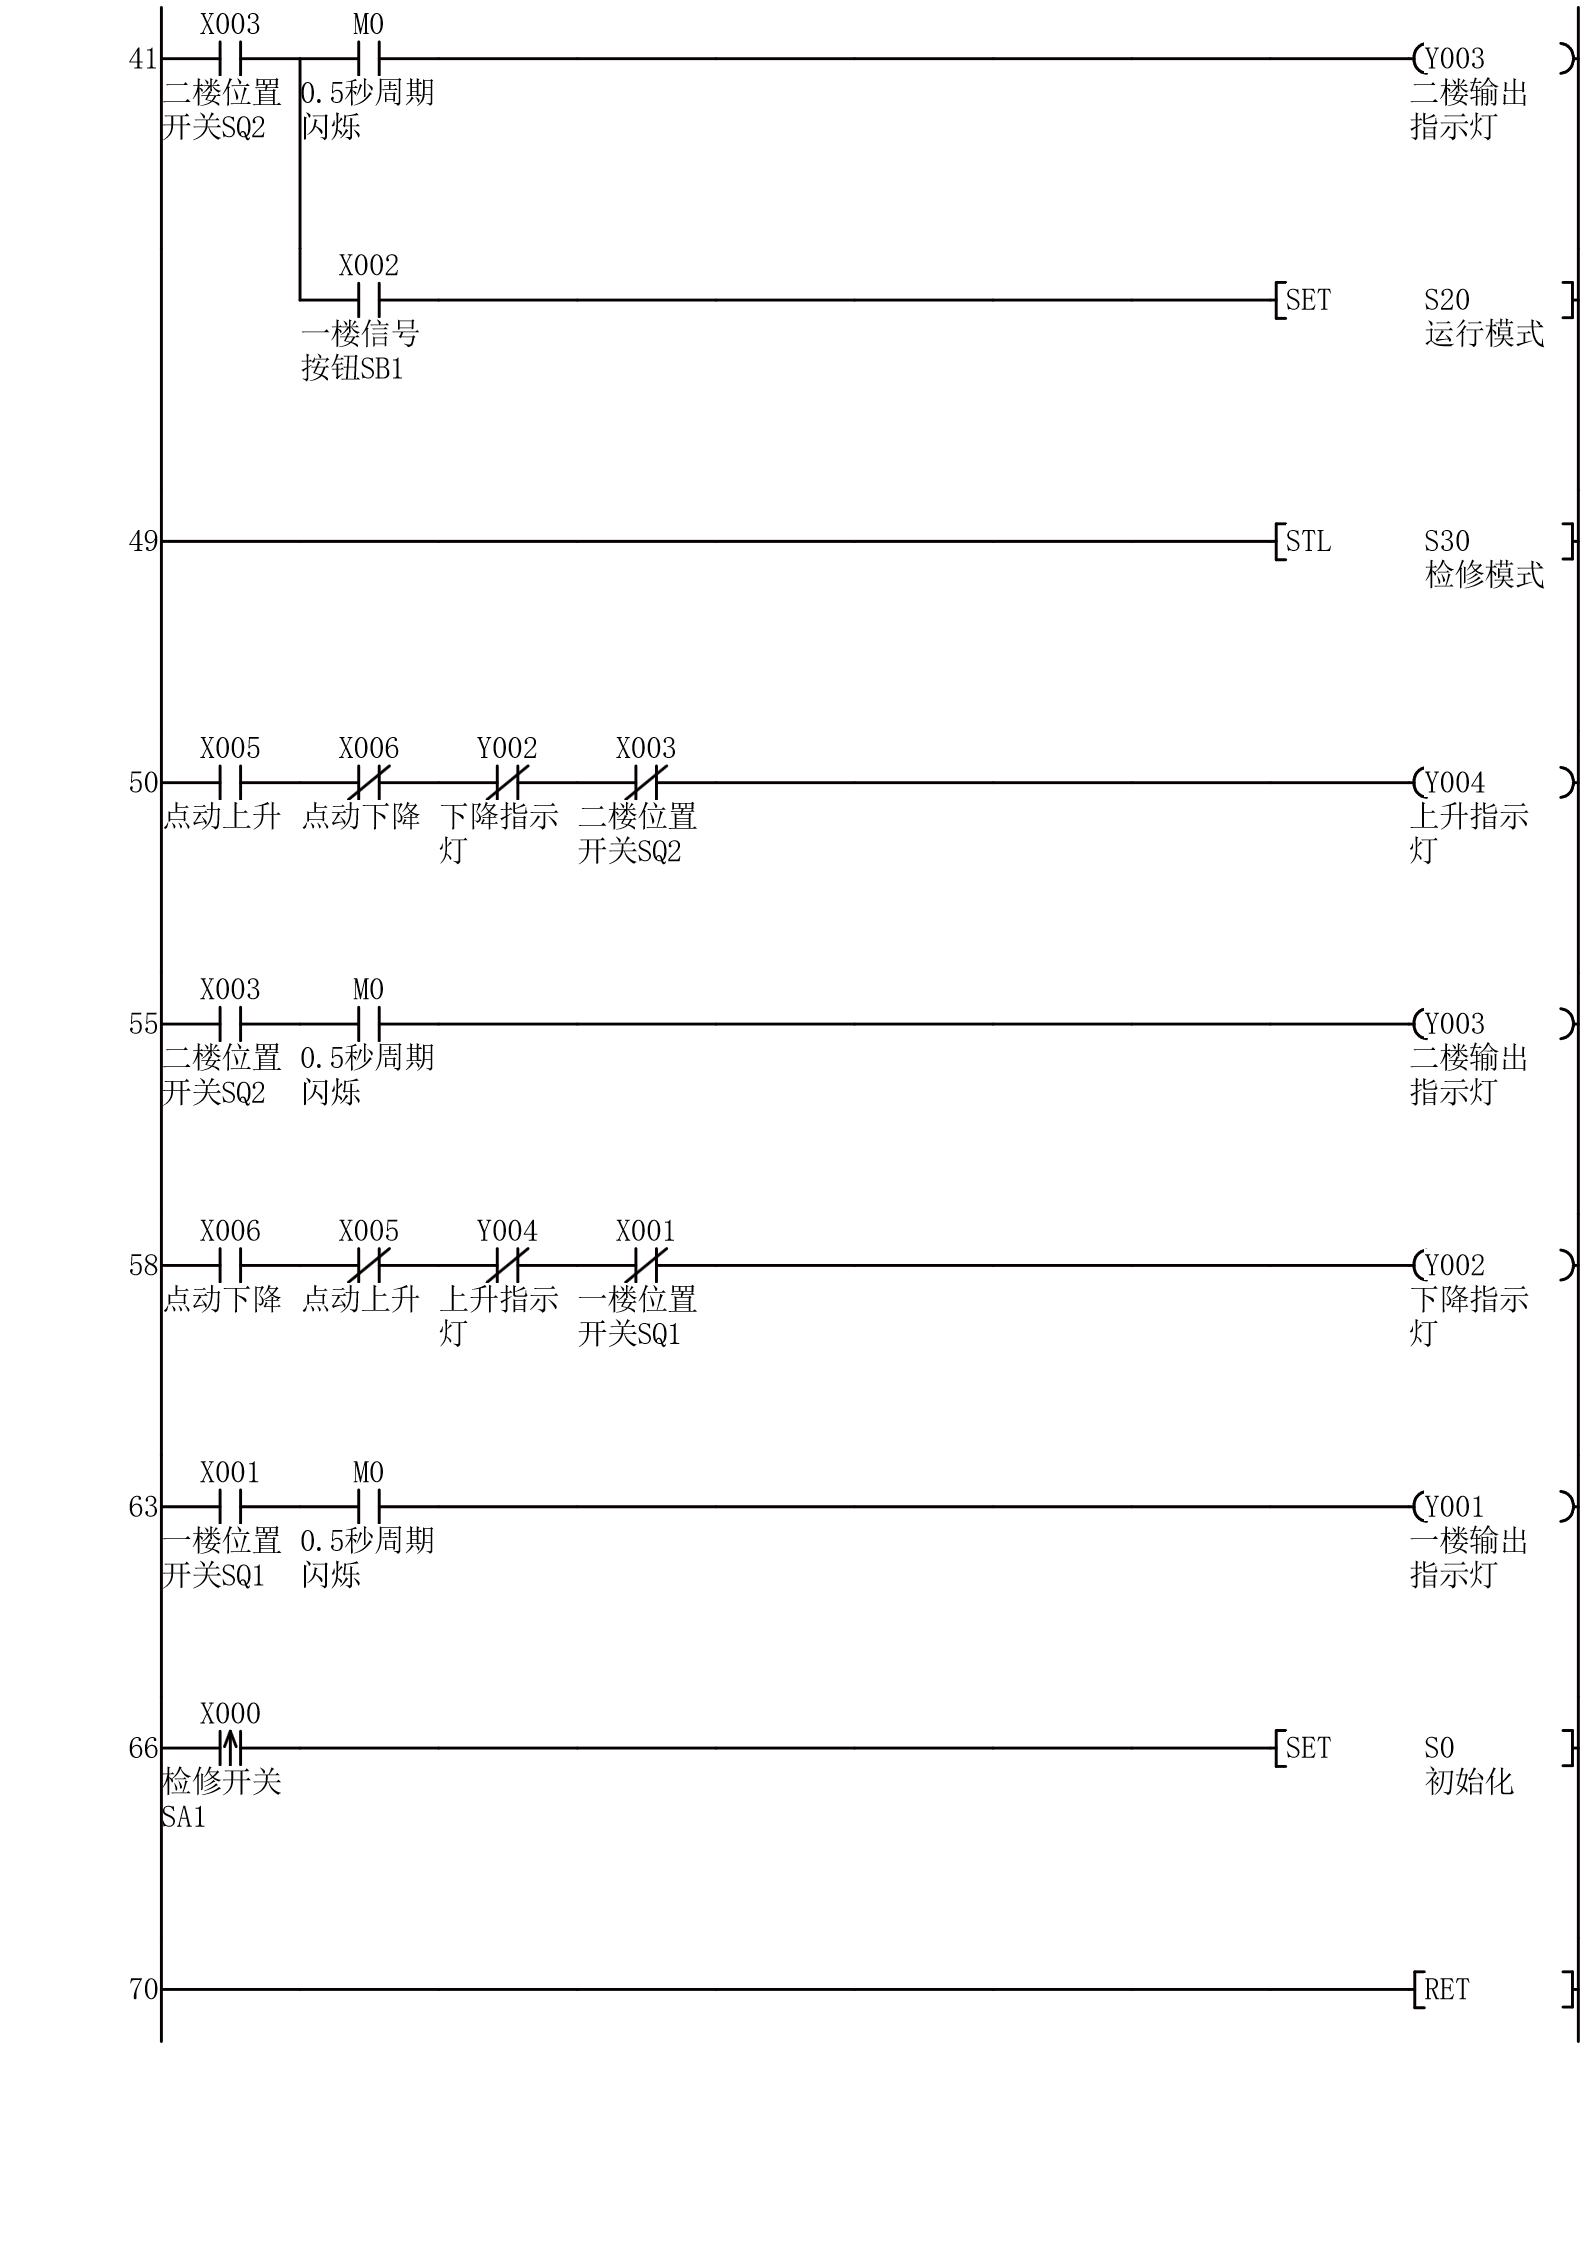 X003 M0
41 Y003
二楼位置 0.5秒周期 二楼输出
开关SQ2 闪烁 指示灯
X002
SET S20
一楼信号 运行模式
按钮SB1
49 STL S30
检修模式
X005 X006 Y002 X003
50 Y004
点动上升 点动下降 下降指示 二楼位置 上升指示
灯 开关SQ2 灯
X003 M0
55 Y003
二楼位置 0.5秒周期 二楼输出
开关SQ2 闪烁 指示灯
X006 X005 Y004 X001
58 Y002
点动下降 点动上升 上升指示 一楼位置 下降指示
灯 开关SQ1 灯
X001 M0
63 Y001
一楼位置 0.5秒周期 一楼输出
开关SQ1 闪烁 指示灯
X000
66 SET S0
检修开关 初始化
SA1
70 RET